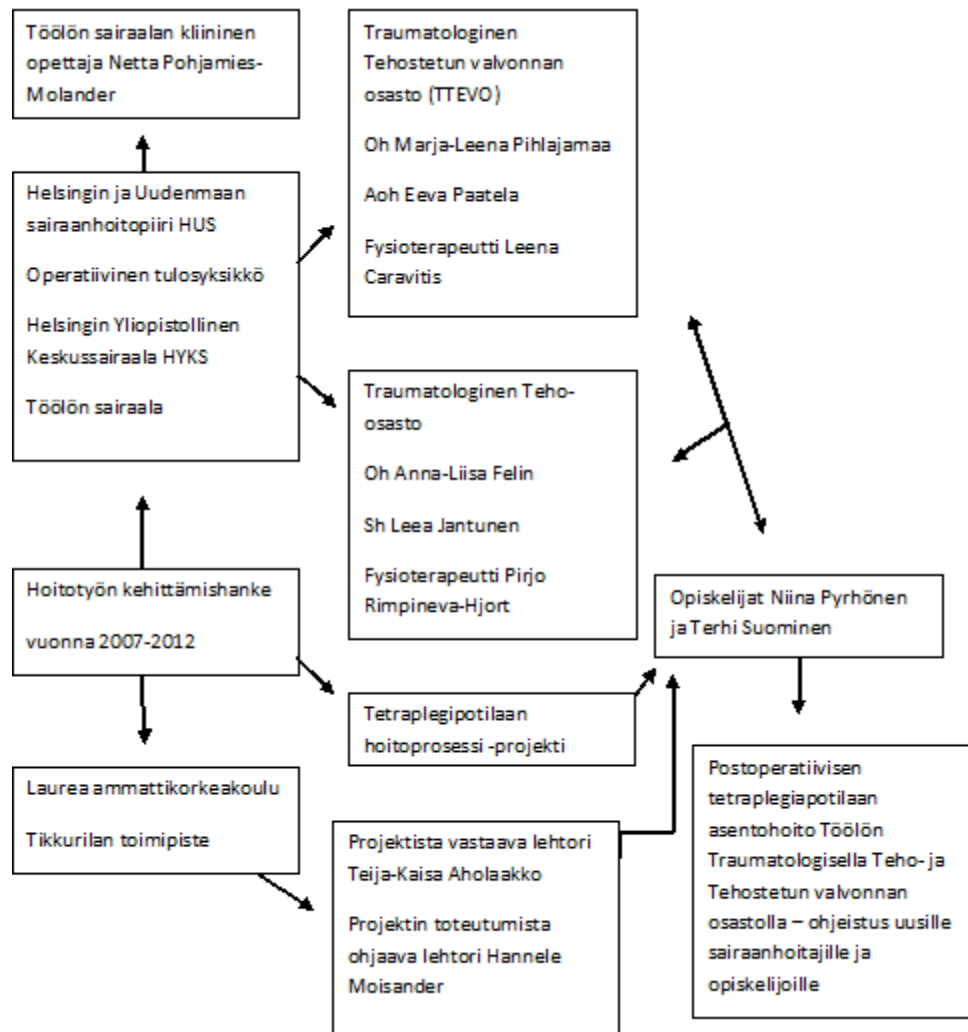 Töölön sairaalan kliininen
opettaja Netta Pohjamies-
Molander
Traumatologinen
Tehostetun valvonnan
osasto (TTEVO)
Oh Marja-Leena Pihlajamaa
Aoh Eeva Paatela
Fysioterapeutti Leena
Caravitis
Helsingin ja Uudenmaan
sairaanhoitopiiri HUS
Operatiivinen tulosyksikkö
Helsingin Yliopistollinen
Keskussairaala HYKS
Töölön sairaala
Traumatologinen Teho-
osasto
Oh Anna-Liisa Felin
Sh Leea Jantunen
Fysioterapeutti Pirjo
Rimpineva-Hjort
Hoitotyön kehittämishanke
vuonna 2007-2012
Opiskelijat Niina Pyrhönen
ja Terhi Suominen
Tetraplegipotilaan
hoitoprosessi -projekti
Laurea ammattikorkeakoulu
Tikkurilan toimipiste
Projektista vastaava lehtori
Teija-Kaisa Aholaakko
Projektin toteutumista
ohjaava lehtori Hannele
Moisander
Postoperatiivisen
tetraplegiapotilaan
asentohoito Töölön
Traumatologisella Teho- ja
Tehostetun valvonnan
osastolla – ohjeistus uusille
sairaanhoitajille ja
opiskelijoille